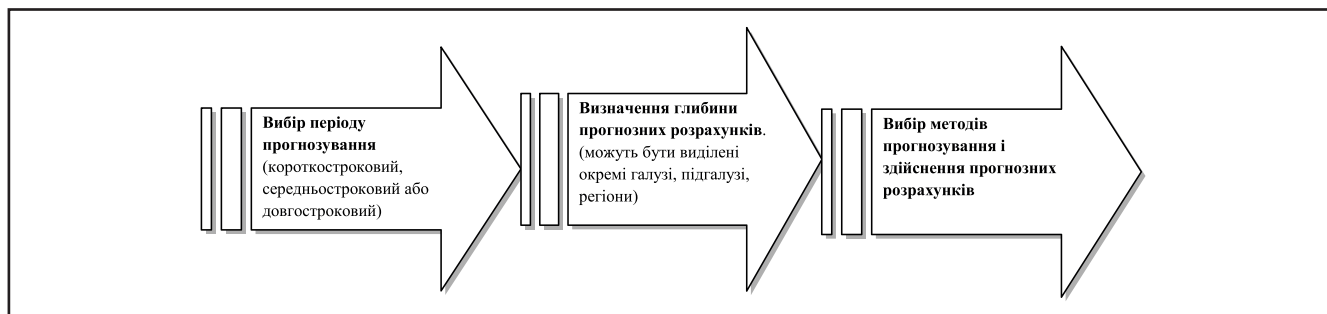 Вибір періоду
прогнозування
(короткостроковий,
середньостроковий або
довгостроковий)
Визначення глибини
прогнозних розрахунків.
(можуть бути виділені
окремі галузі, підгалузі,
регіони)
Вибір методів
прогнозування і
здійснення прогнозних
розрахунків